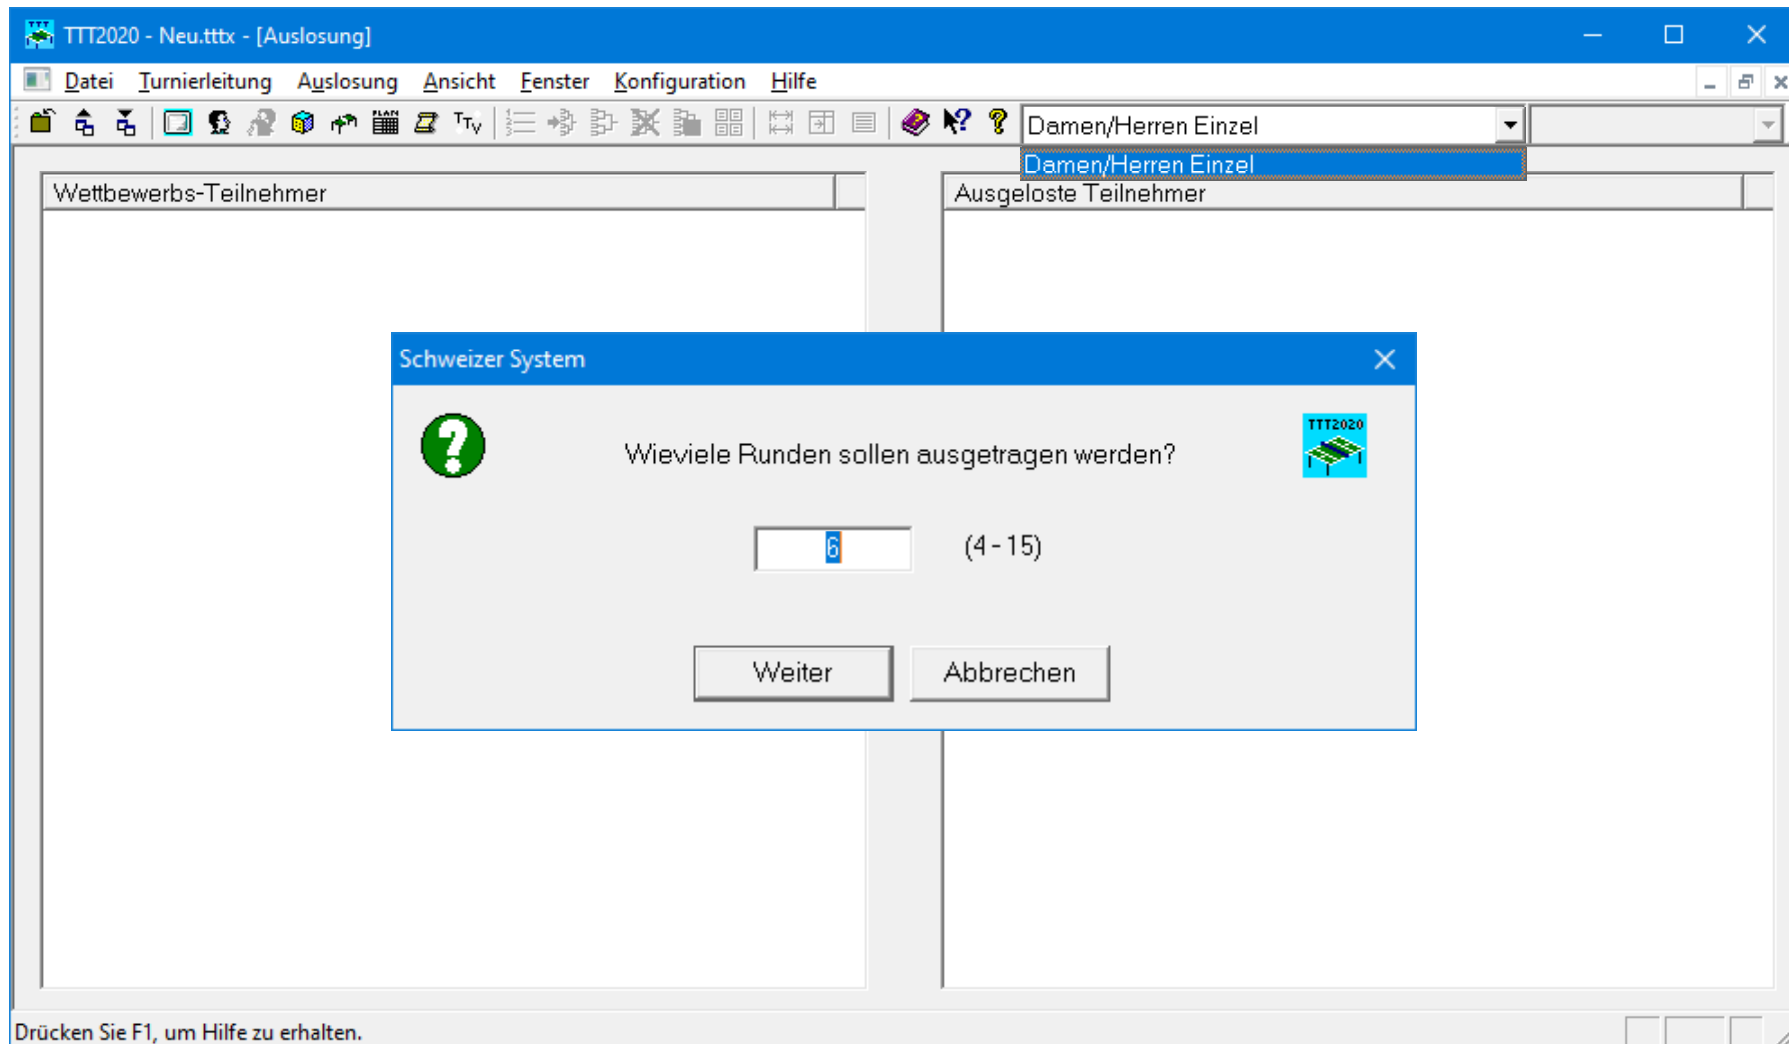 TTT2020 - Neu.tttx - [Auslosung]
Datei Turnierleitung Auslosung Ansicht Fenster Konfiguration Hilfe
PLAN TTV Damen/Herren Einzel
Damen/Herren Einzel
Wettbewerbs-Teilnehmer Ausgeloste Teilnehmer
Schweizer System
TTT2020
Wieviele Runden sollen ausgetragen werden?
6 (4 - 15)
Weiter Abbrechen
Drücken Sie F1, um Hilfe zu erhalten.